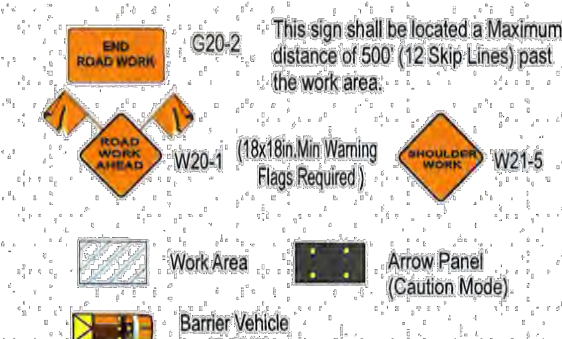 END
ROAD WORK
G20-2
This sign shall be located a Maximum
distance of 500' (12 Skip Lines) past
the work area.
ROAD
WORK
AHEAD
W20-1
(18x18in.Min Warning
Flags Required )
SHOULDER
WORK
W21-5
Work Area
Arrow Panel
(Caution Mode)
Barrier Vehicle